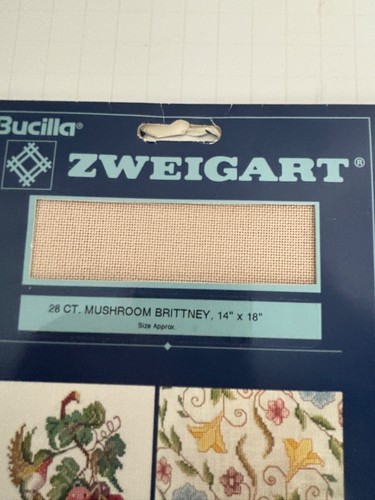 Bucilla®
ZWEIGART®
28 CT. MUSHROOM BRITTNEY, 14" x 18"
Size Approx.